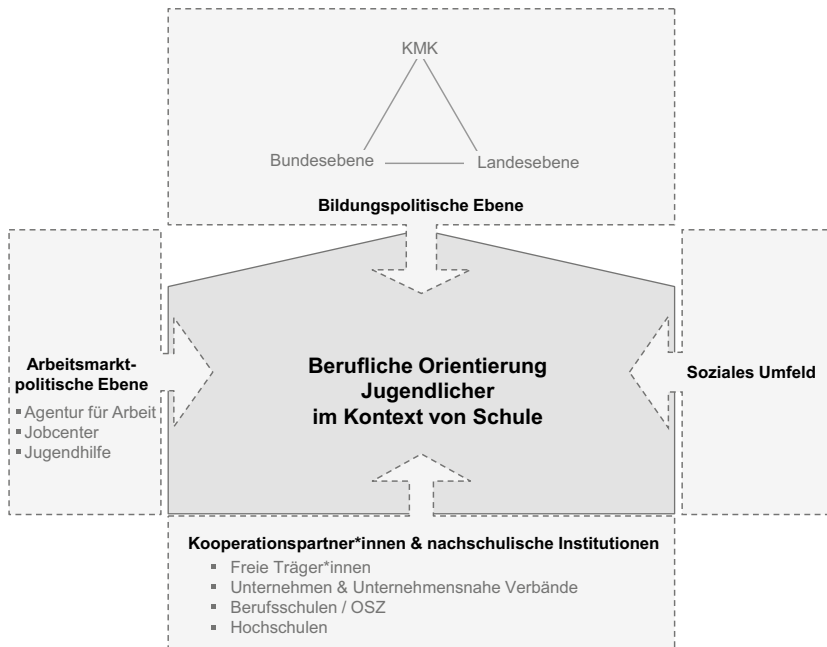 KMK
Bundesebene
Landesebene
Bildungspolitische Ebene
Arbeitsmarkt-
politische Ebene
▪ Agentur für Arbeit
▪ Jobcenter
▪ Jugendhilfe
Berufliche Orientierung
Jugendlicher
im Kontext von Schule
Soziales Umfeld
Kooperationspartner*innen & nachschulische Institutionen
▪ Freie Träger*innen
▪ Unternehmen & Unternehmensnahe Verbände
▪ Berufsschulen / OSZ
▪ Hochschulen